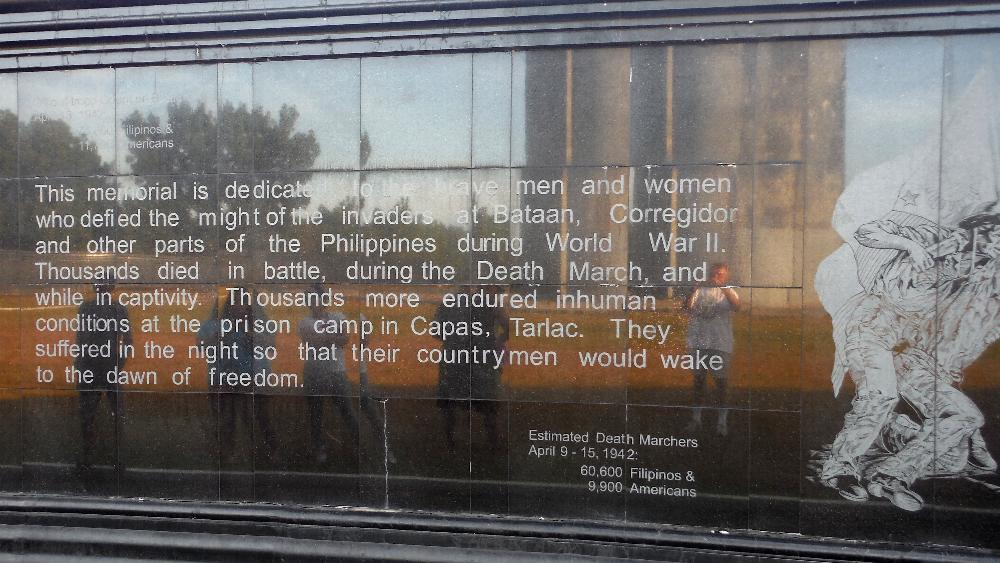 ilipinos &
mericans
This memorial is dedicated to the brave men and women
who defied the might of the invaders at Bataan, Corregidor
and other parts of the Philippines during World War II.
Thousands died in battle, during the Death March, and
while in captivity. Thousands more endured inhuman
conditions at the prison camp in Capas, Tarlac. They
suffered in the night so that their countrymen would wake
to the dawn of freedom.
Estimated Death Marchers
April 9 - 15, 1942:
60,600 Filipinos &
9,900 Americans